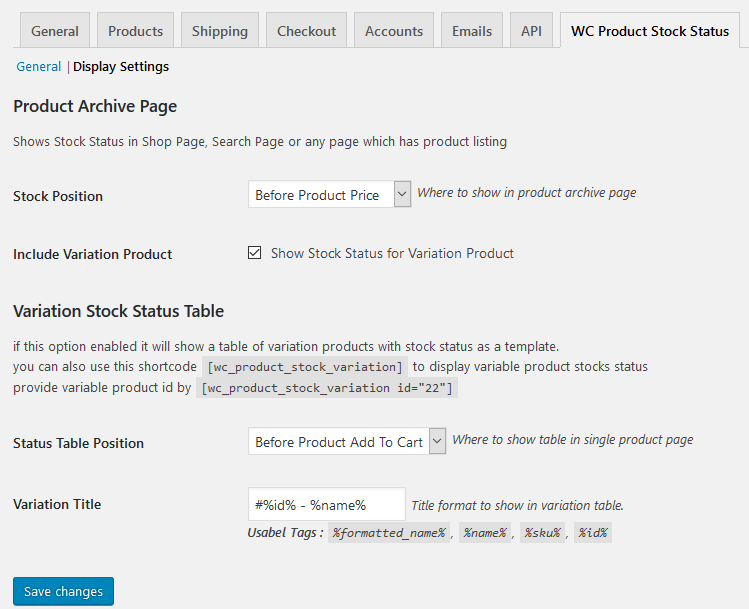 General Products Shipping Checkout Accounts Emails API WC Product Stock Status
General | Display Settings
Product Archive Page
Shows Stock Status in Shop Page, Search Page or any page which has product listing
Stock Position Before Product Price Where to show in product archive page
Include Variation Product Show Stock Status for Variation Product
Variation Stock Status Table
if this option enabled it will show a table of variation products with stock status as a template.
you can also use this shortcode [wc_product_stock_variation] to display variable product stocks status
provide variable product id by [wc_product_stock_variation id="22"]
Status Table Position Before Product Add To Cart Where to show table in single product page
Variation Title #%id% - %name% Title format to show in variation table.
Usabel Tags : %formatted_name% , %name% , %sku% , %id%
Save changes